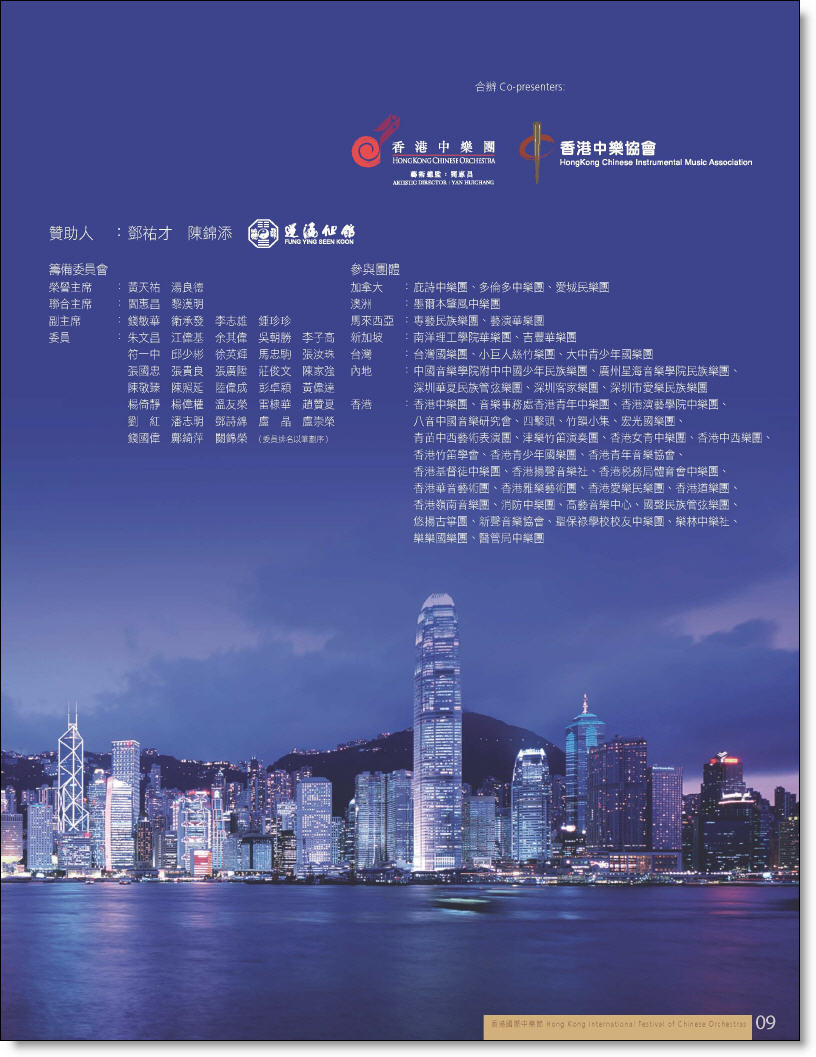 合辦 Co-presenters:
香港中樂團
HONG KONG CHINESE ORCHESTRA
藝術總監：閻惠昌
ARTISTIC DIRECTOR : YAN HUICHANG
香港中樂協會
HongKong Chinese Instrumental Music Association
贊助人 ：鄧祐才 陳錦添
FUNG YING SEEN KOON
籌備委員會
榮譽主席 ：黃天祐 湯良德
聯合主席 ：閻惠昌 黎漢明
副主席 ：錢敏華 衛承發 李志雄 鍾珍珍
委員 ：朱文昌 江偉基 余其偉 吳朝勝 李子高
符一中 邱少彬 徐英輝 馬忠駒 張汝珠
張國忠 張貴良 張廣陞 莊俊文 陳家強
陳敬臻 陳照延 陸偉成 彭卓穎 黃偉達
楊倚靜 楊偉權 溫友榮 雷棣華 趙贊夏
劉 紅 潘志明 鄧詩綿 盧 晶 盧崇榮
錢國偉 鄺綺萍 關錦榮 （委員排名以筆劃序）
參與團體
加拿大 ：庇詩中樂團、多倫多中樂團、愛城民樂團
澳洲 ：墨爾本肇風中樂團
馬來西亞 ：專藝民族樂團、藝演華樂團
新加坡 ：南洋理工學院華樂團、吉豐華樂團
台灣 ：台灣國樂團、小巨人絲竹樂團、大中青少年國樂團
內地 ：中國音樂學院附中中國少年民族樂團、廣州星海音樂學院民族樂團、
深圳華夏民族管弦樂團、深圳客家樂團、深圳市愛樂民族樂團
香港 ：香港中樂團、音樂事務處香港青年中樂團、香港演藝學院中樂團、
八音中國音樂研究會、四擊頭、竹韻小集、宏光國樂團、
青苗中西藝術表演團、津樂竹笛演奏團、香港女青中樂團、香港中西樂團、
香港竹笛學會、香港青少年國樂團、香港青年音樂協會、
香港基督徒中樂團、香港揚聲音樂社、香港稅務局體育會中樂團、
香港華音藝術團、香港雅樂藝術團、香港愛樂民樂團、香港道樂團、
香港嶺南音樂團、消防中樂團、高藝音樂中心、國聲民族管弦樂團、
悠揚古箏團、新聲音樂協會、聖保祿學校校友中樂團、樂林中樂社、
樂樂國樂團、醫管局中樂團
香港國際中樂節 Hong Kong International Festival of Chinese Orchestras 09